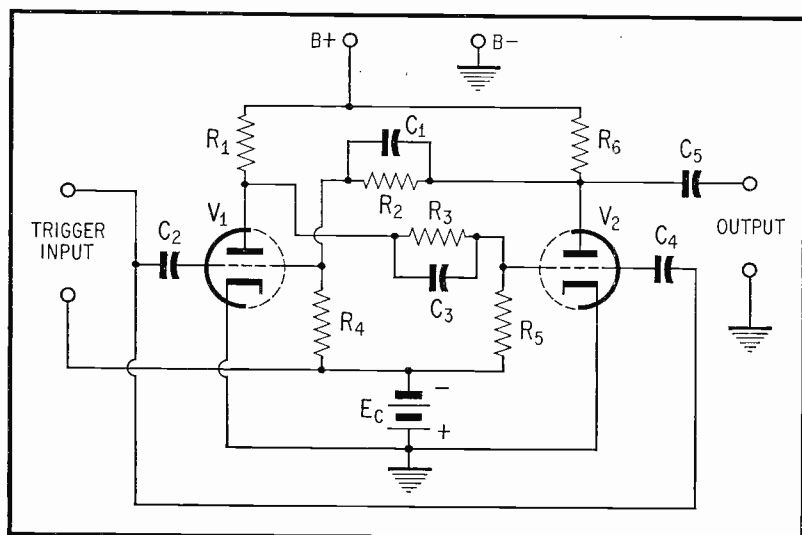 B+
B-
R1
C1
R6
C5
R2
V1
R3
V2
TRIGGER
INPUT
C2
C4
OUTPUT
C3
R4
R5
EC
-
+